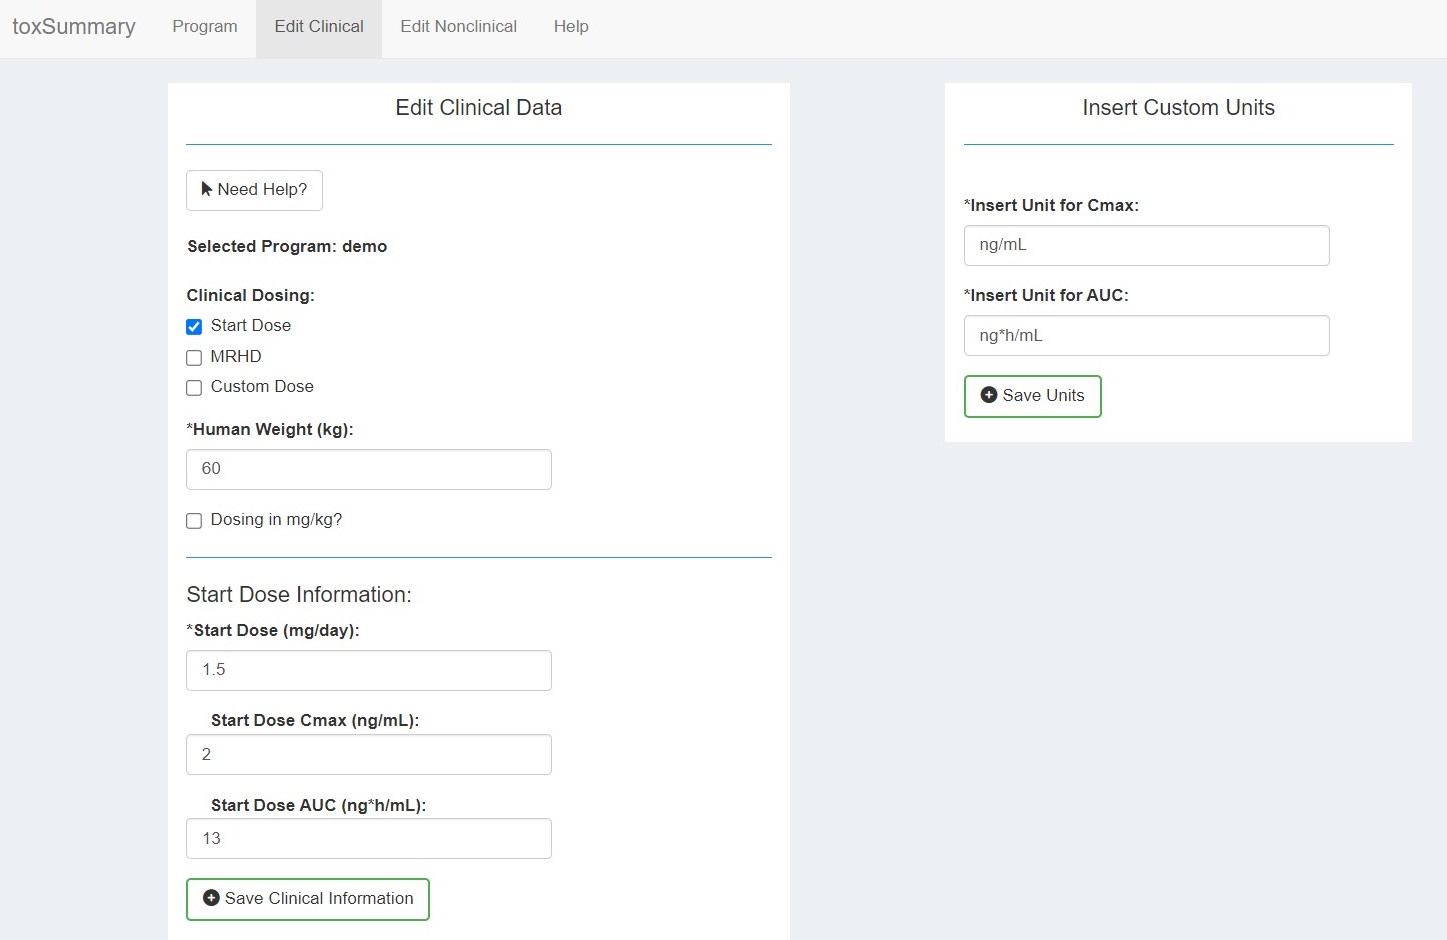 toxSummary Program Edit Clinical Edit Nonclinical Help
Edit Clinical Data
Need Help?
Selected Program: demo
Clinical Dosing:
Start Dose
MRHD
Custom Dose
*Human Weight (kg):
60
Dosing in mg/kg?
Start Dose Information:
*Start Dose (mg/day):
1.5
Start Dose Cmax (ng/mL):
2
Start Dose AUC (ng*h/mL):
13
Save Clinical Information
Insert Custom Units
*Insert Unit for Cmax:
ng/mL
*Insert Unit for AUC:
ng*h/mL
Save Units